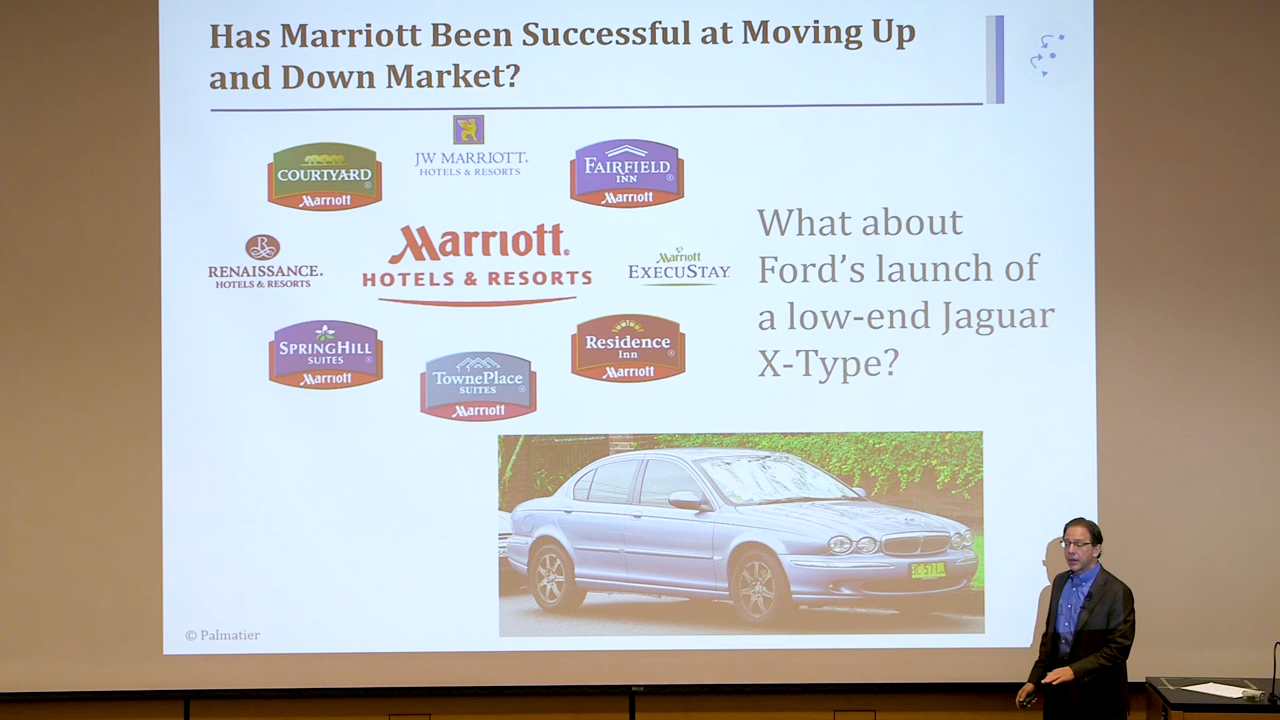 Has Marriott Been Successful at Moving Up
and Down Market?
COURTYARD®
Marriott
JW MARRIOTT®
HOTELS & RESORTS
FAIRFIELD
INN®
Marriott
RENAISSANCE®
HOTELS & RESORTS
Marriott®
HOTELS & RESORTS
Marriott
EXECUSTAY
SPRINGHILL
SUITES®
Marriott
TownePlace
SUITES®
Marriott
Residence
Inn®
Marriott
What about
Ford's launch of
a low-end Jaguar
X-Type?
© Palmatier